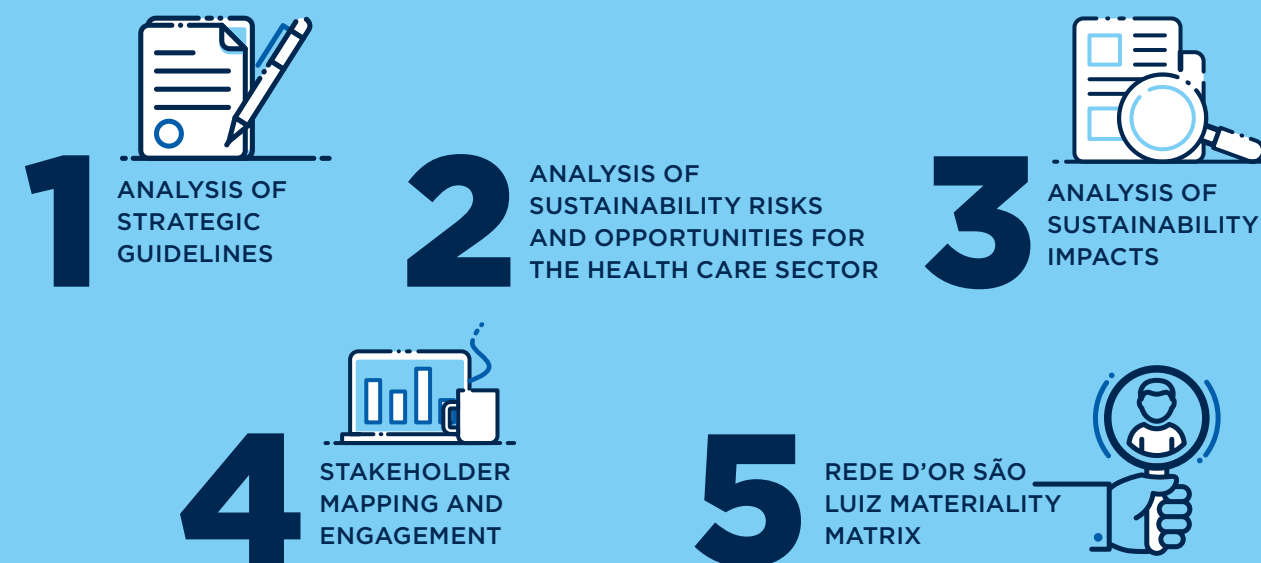 1
ANALYSIS OF
STRATEGIC
GUIDELINES
2
ANALYSIS OF
SUSTAINABILITY RISKS
AND OPPORTUNITIES FOR
THE HEALTH CARE SECTOR
3
ANALYSIS OF
SUSTAINABILITY
IMPACTS
4
STAKEHOLDER
MAPPING AND
ENGAGEMENT
5
REDE D’OR SÃO
LUIZ MATERIALITY
MATRIX